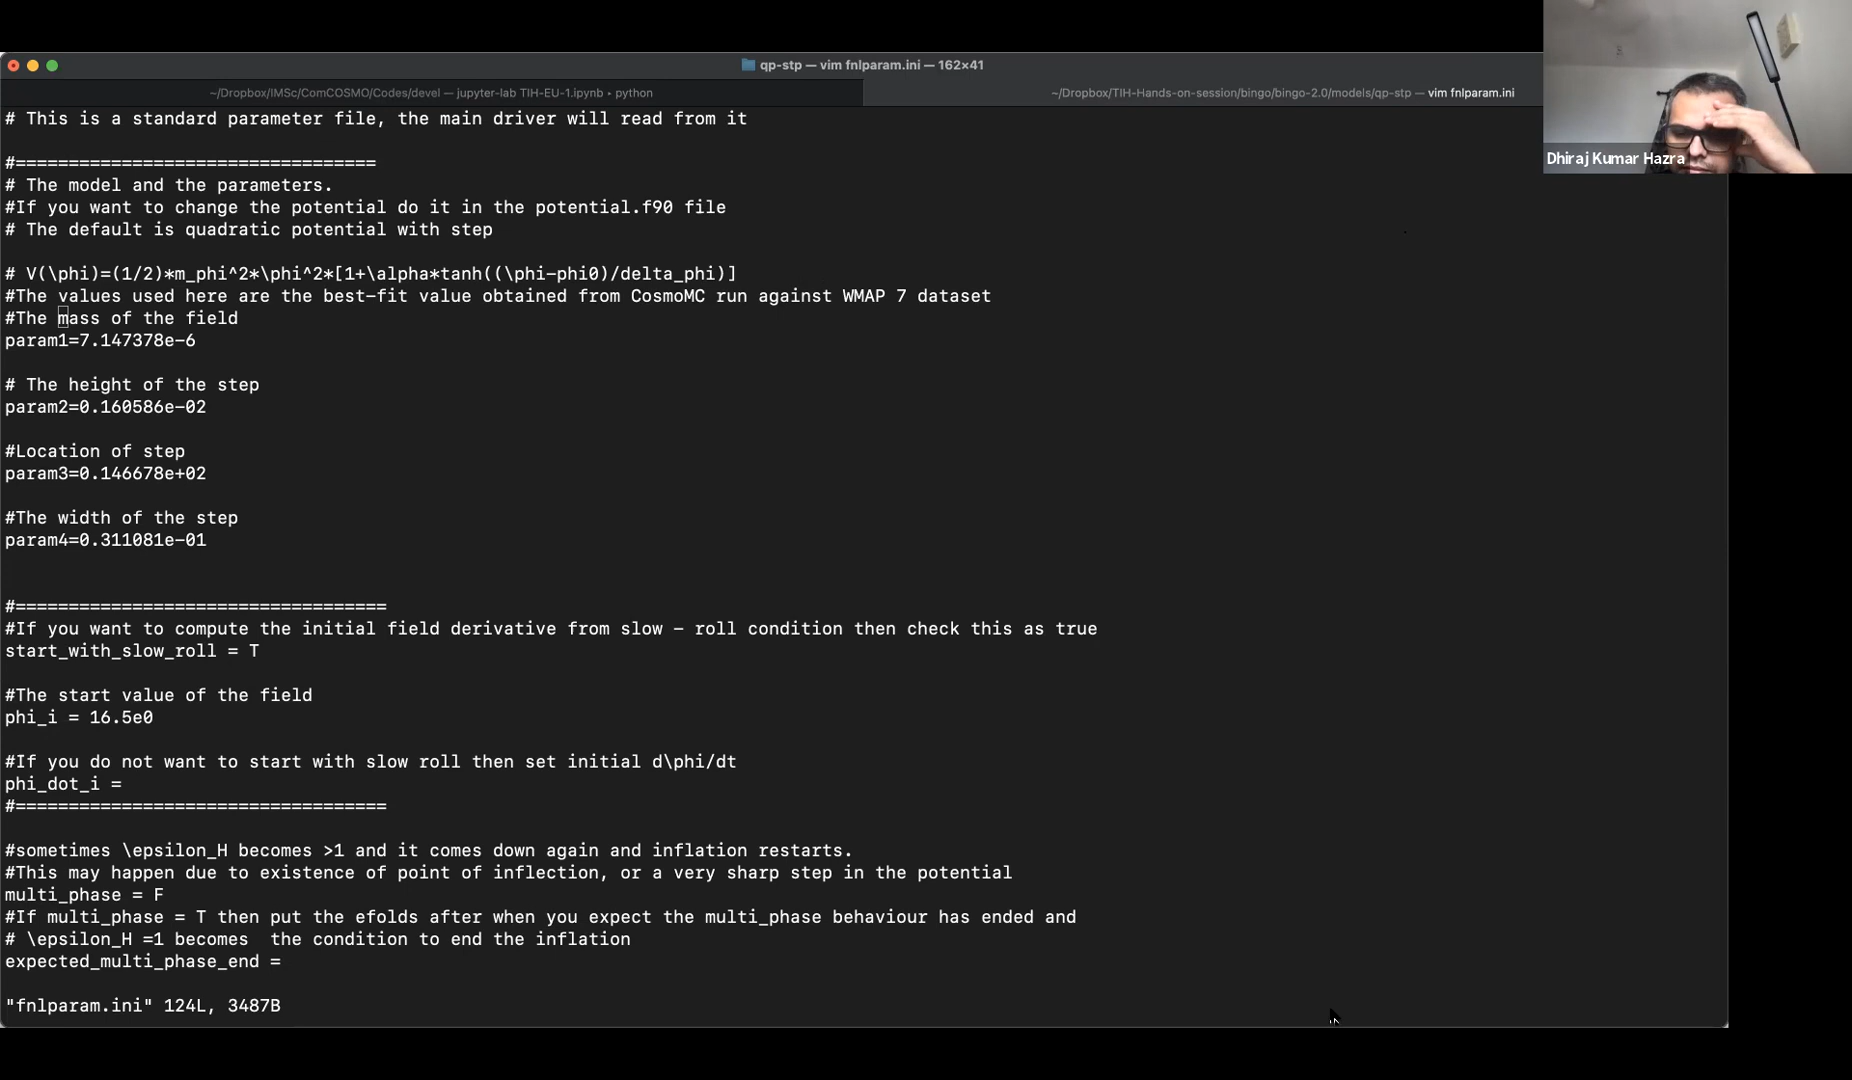 qp-stp — vim fnlparam.ini — 162×41
~/Dropbox/IMSc/ComCOSMO/Codes/devel — jupyter-lab TIH-EU-1.ipynb ▸ python
~/Dropbox/TIH-Hands-on-session/bingo/bingo-2.0/models/qp-stp — vim fnlparam.ini
Dhiraj Kumar Hazra
# This is a standard parameter file, the main driver will read from it
#==================================
# The model and the parameters.
#If you want to change the potential do it in the potential.f90 file
# The default is quadratic potential with step
# V(\phi)=(1/2)*m_phi^2*\phi^2*[1+\alpha*tanh((\phi-phi0)/delta_phi)]
#The values used here are the best-fit value obtained from CosmoMC run against WMAP 7 dataset
#The mass of the field
param1=7.147378e-6
# The height of the step
param2=0.160586e-02
#Location of step
param3=0.146678e+02
#The width of the step
param4=0.311081e-01
#===================================
#If you want to compute the initial field derivative from slow - roll condition then check this as true
start_with_slow_roll = T
#The start value of the field
phi_i = 16.5e0
#If you do not want to start with slow roll then set initial d\phi/dt
phi_dot_i =
#===================================
#sometimes \epsilon_H becomes >1 and it comes down again and inflation restarts.
#This may happen due to existence of point of inflection, or a very sharp step in the potential
multi_phase = F
#If multi_phase = T then put the efolds after when you expect the multi_phase behaviour has ended and
# \epsilon_H =1 becomes  the condition to end the inflation
expected_multi_phase_end =
"fnlparam.ini" 124L, 3487B